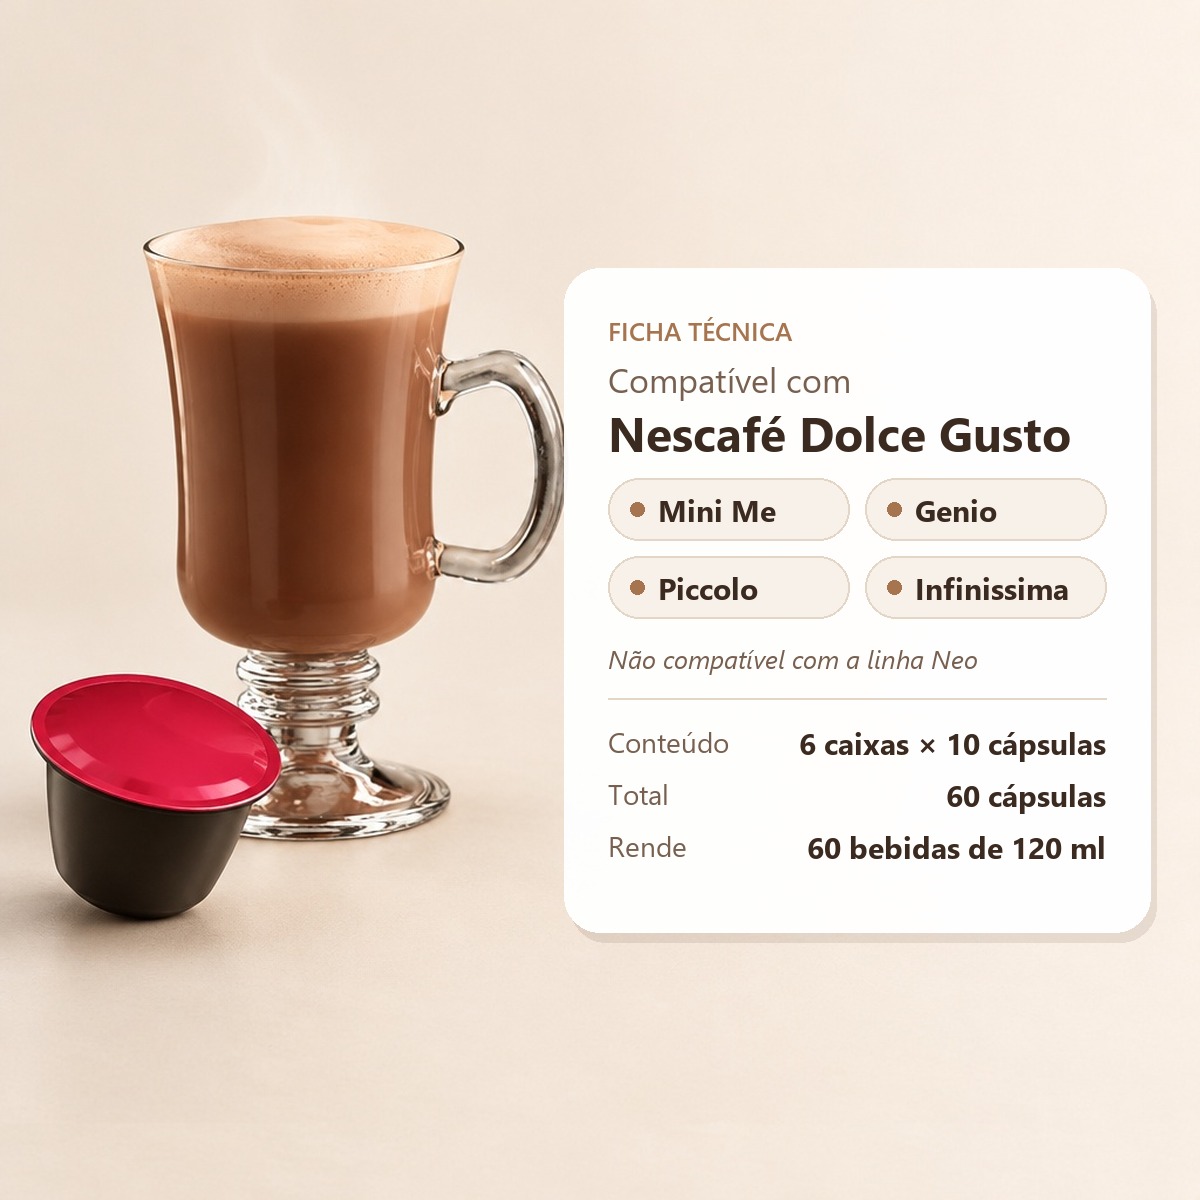 FICHA TÉCNICA
Compatível com
Nescafé Dolce Gusto
Mini Me
Genio
Piccolo
Infinissima
Não compatível com a linha Neo
Conteúdo 6 caixas × 10 cápsulas
Total 60 cápsulas
Rende 60 bebidas de 120 ml